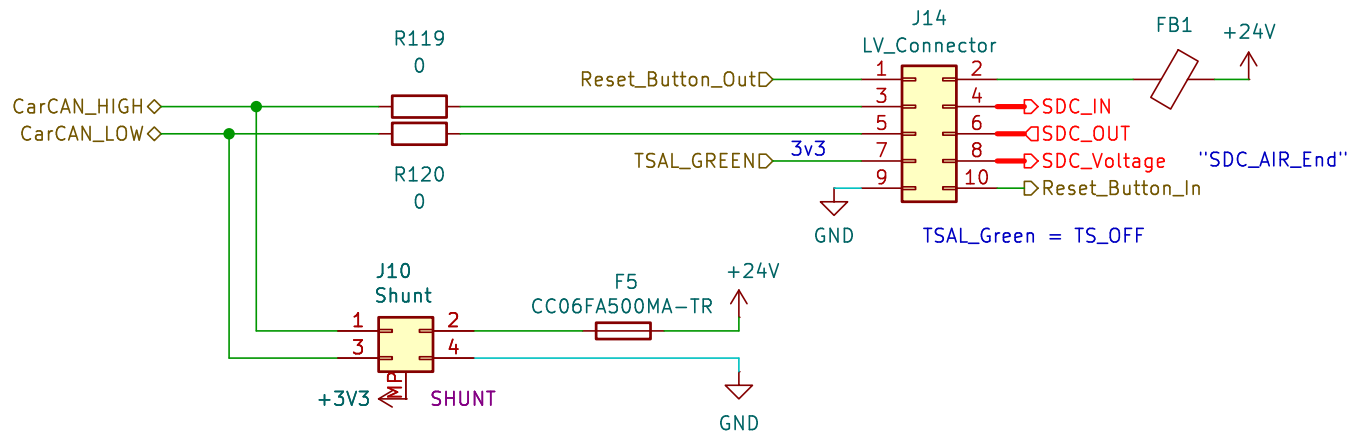 J14
LV_Connector
FB1
+24V
R119
0
Reset_Button_Out
1
2
CarCAN_HIGH
3
4
SDC_IN
CarCAN_LOW
5
6
SDC_OUT
TSAL_GREEN
3v3
7
8
SDC_Voltage
"SDC_AIR_End"
R120
0
9
10
Reset_Button_In
GND
TSAL_Green = TS_OFF
J10
Shunt
F5
CC06FA500MA-TR
+24V
1
2
3
4
MP
+3V3
SHUNT
GND